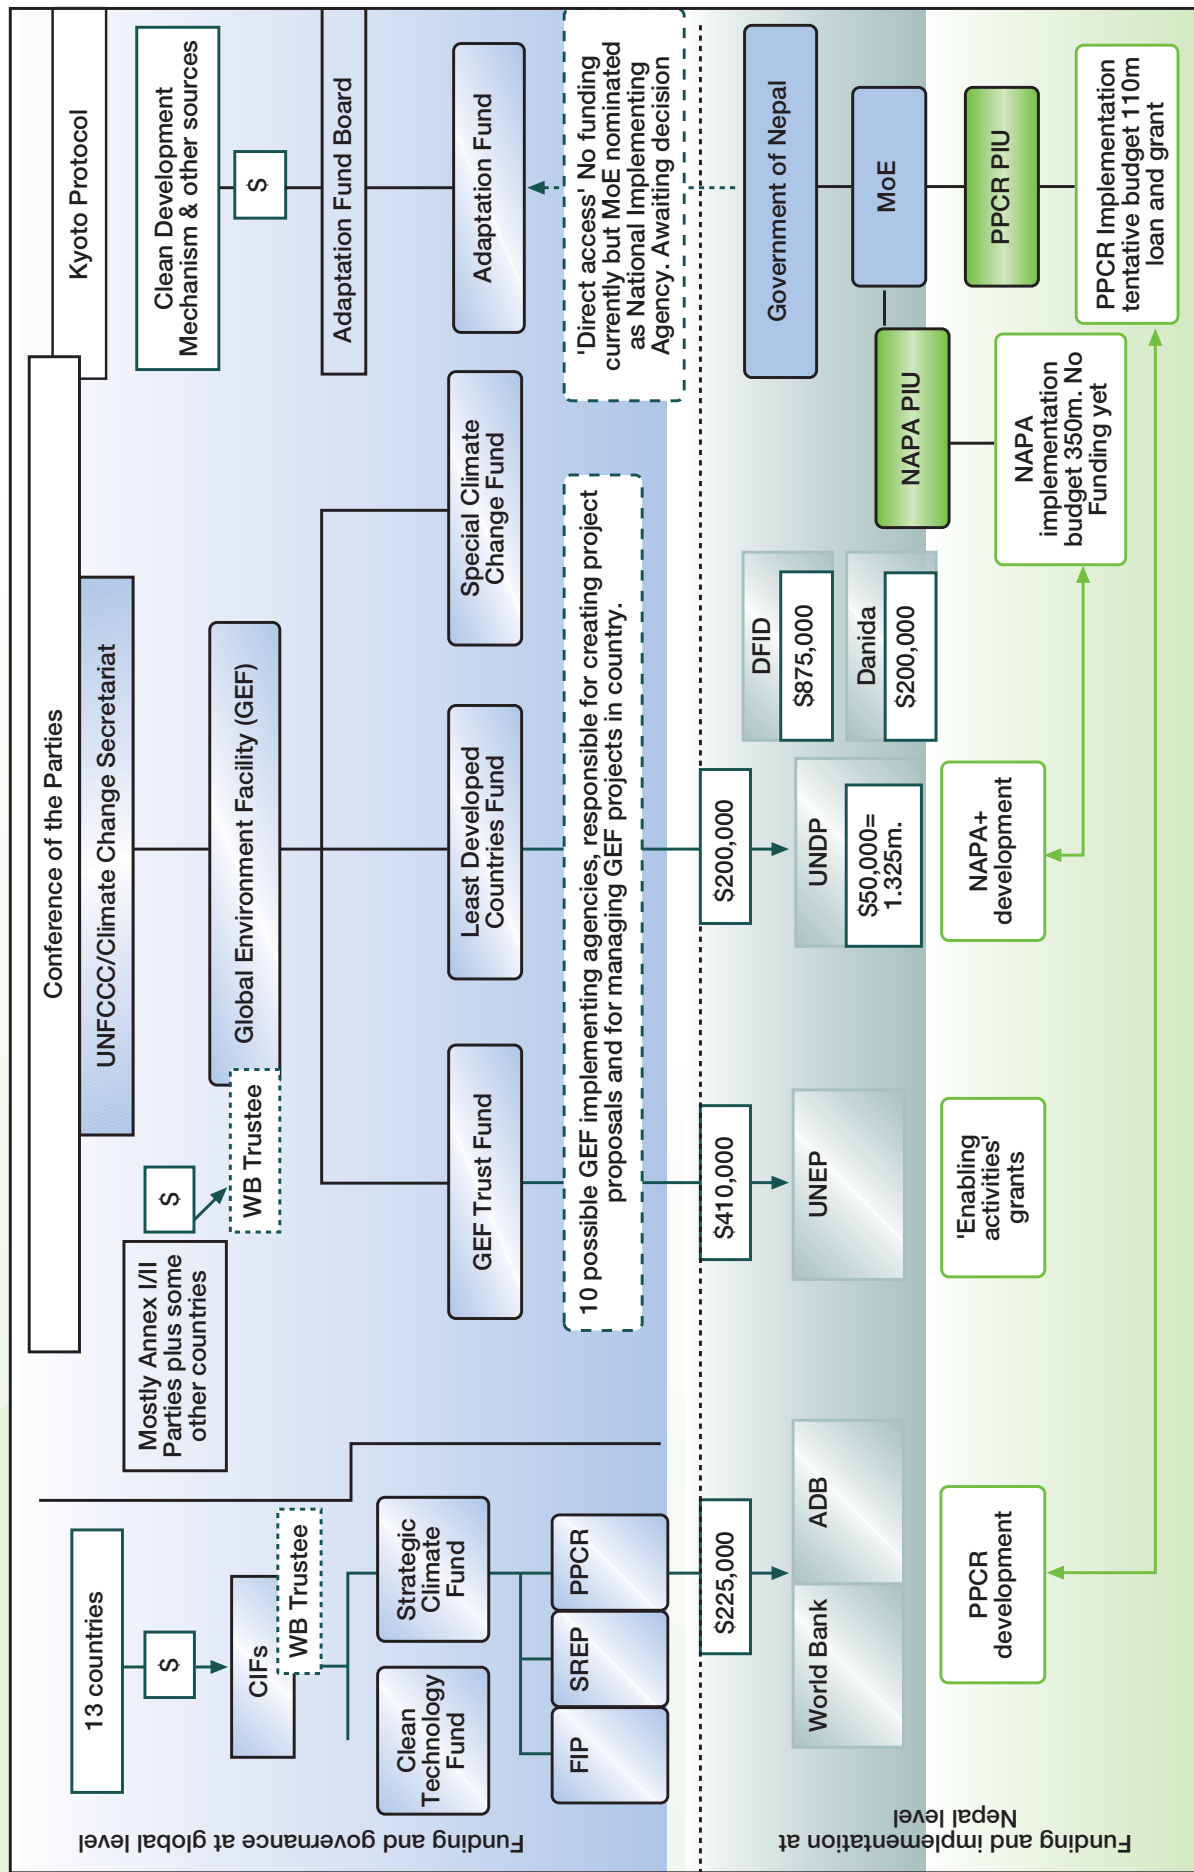 Funding and governance at global level
13 countries
$
CIFs
WB Trustee
Clean
Technology
Fund
Strategic
Climate
Fund
FIP
SREP
PPCR
Conference of the Parties
Kyoto Protocol
UNFCCC/Climate Change Secretariat
Mostly Annex I/II
Parties plus some
other countries
$
WB Trustee
Global Environment Facility (GEF)
GEF Trust Fund
Least Developed
Countries Fund
Special Climate
Change Fund
Clean Development
Mechanism & other sources
$
Adaptation Fund Board
Adaptation Fund
10 possible GEF implementing agencies, responsible for creating project
proposals and for managing GEF projects in country.
'Direct access' No funding
currently but MoE nominated
as National Implementing
Agency. Awaiting decision
Funding and implementation at
Nepal level
$225,000
$410,000
$200,000
World Bank
ADB
UNEP
UNDP
$50,000=
1.325m.
DFID
$875,000
Danida
$200,000
Government of Nepal
MoE
NAPA PIU
PPCR PIU
PPCR
development
'Enabling
activities'
grants
NAPA+
development
NAPA
implementation
budget 350m. No
Funding yet
PPCR Implementation
tentative budget 110m
loan and grant